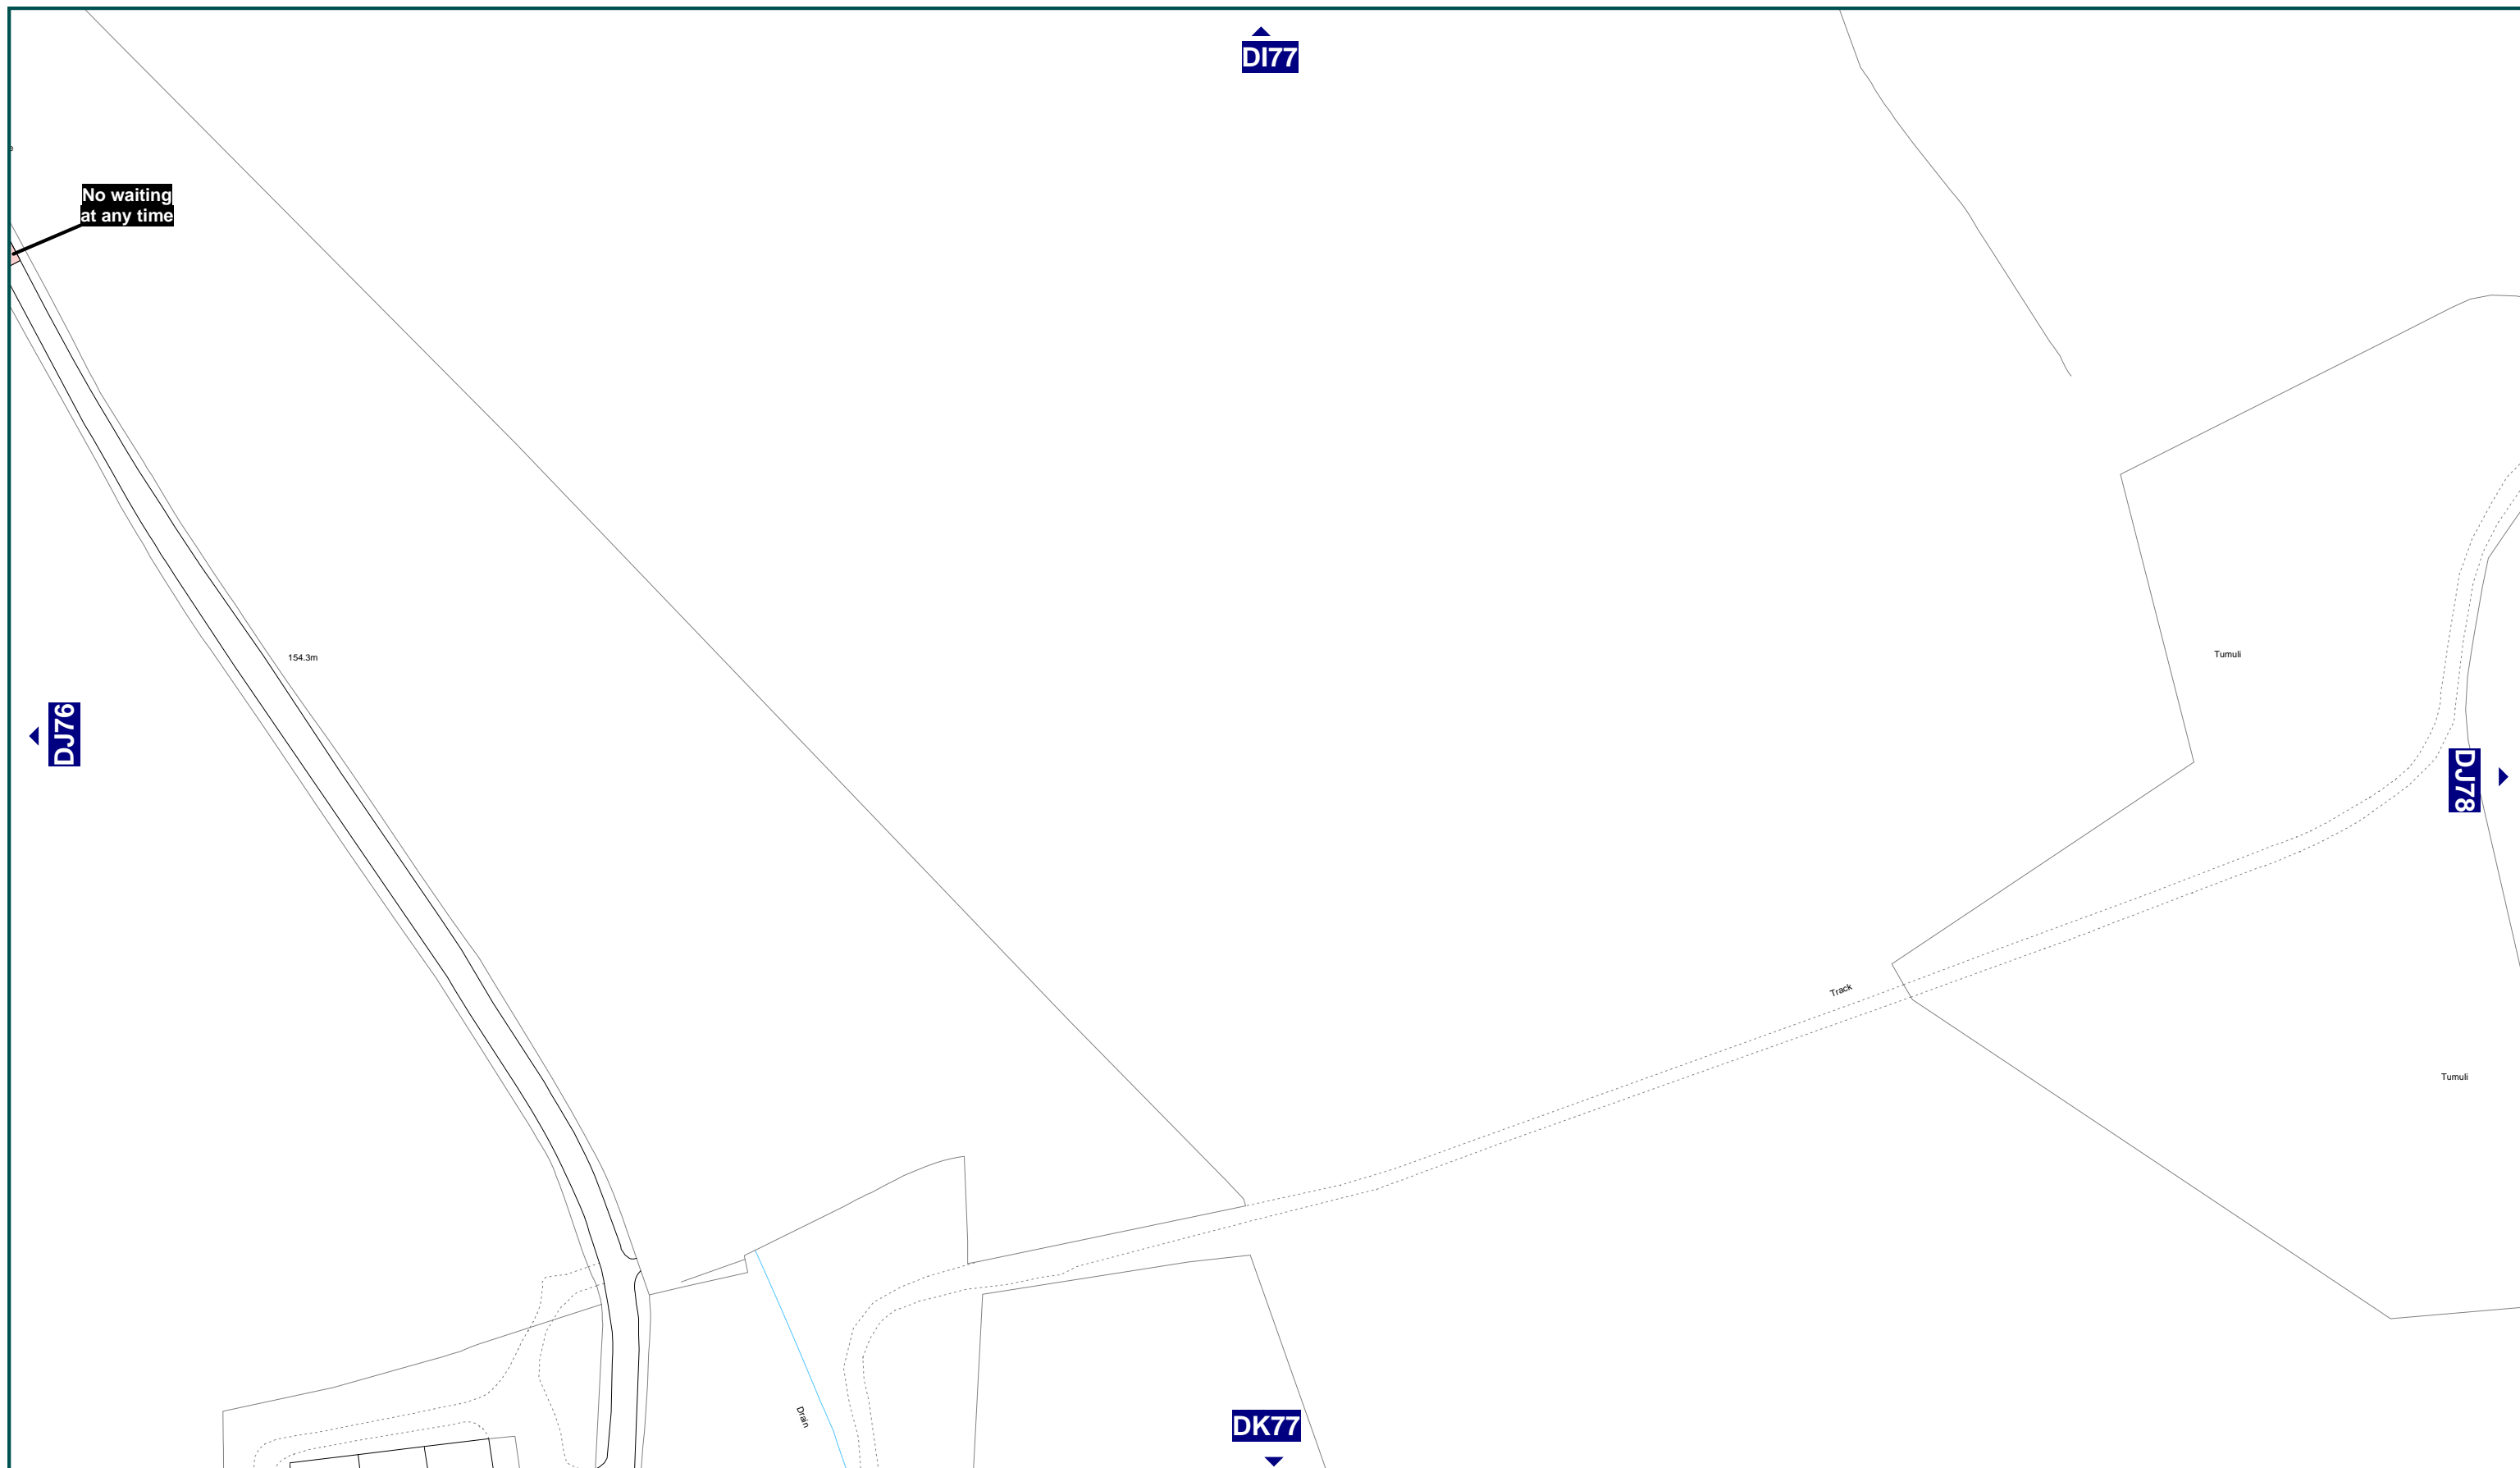 DI77
No waiting
at any time
154.3m
Tumuli
DJ76
DJ78
Track
Tumuli
Drain
DK77